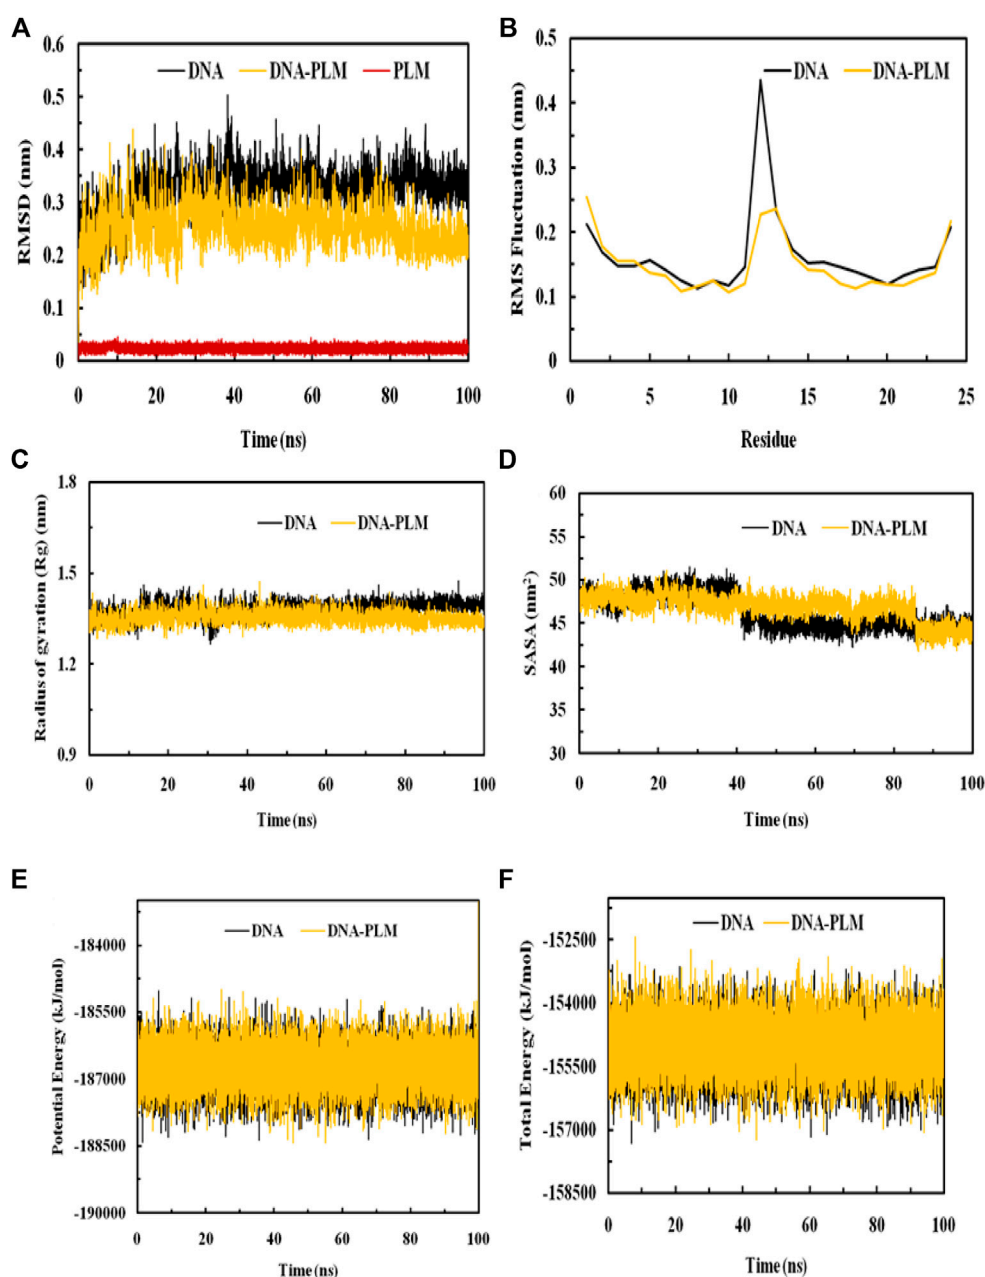 A
RMSD (nm)
0.6
0.5
0.4
0.3
0.2
0.1
0
DNA DNA-PLM PLM
0 20 40 60 80 100
Time (ns)
B
RMS Fluctuation (nm)
0.5
0.4
0.3
0.2
0.1
0
DNA DNA-PLM
0 5 10 15 20 25
Residue
C
Radius of gyration (Rg) (nm)
1.8
1.5
1.2
0.9
DNA DNA-PLM
0 20 40 60 80 100
Time (ns)
D
SASA (nm²)
60
55
50
45
40
35
30
DNA DNA-PLM
0 20 40 60 80 100
Time (ns)
E
Potential Energy (kJ/mol)
-184000
-185500
-187000
-188500
-190000
DNA DNA-PLM
0 20 40 60 80 100
Time (ns)
F
Total Energy (kJ/mol)
-152500
-154000
-155500
-157000
-158500
DNA DNA-PLM
0 20 40 60 80 100
Time (ns)